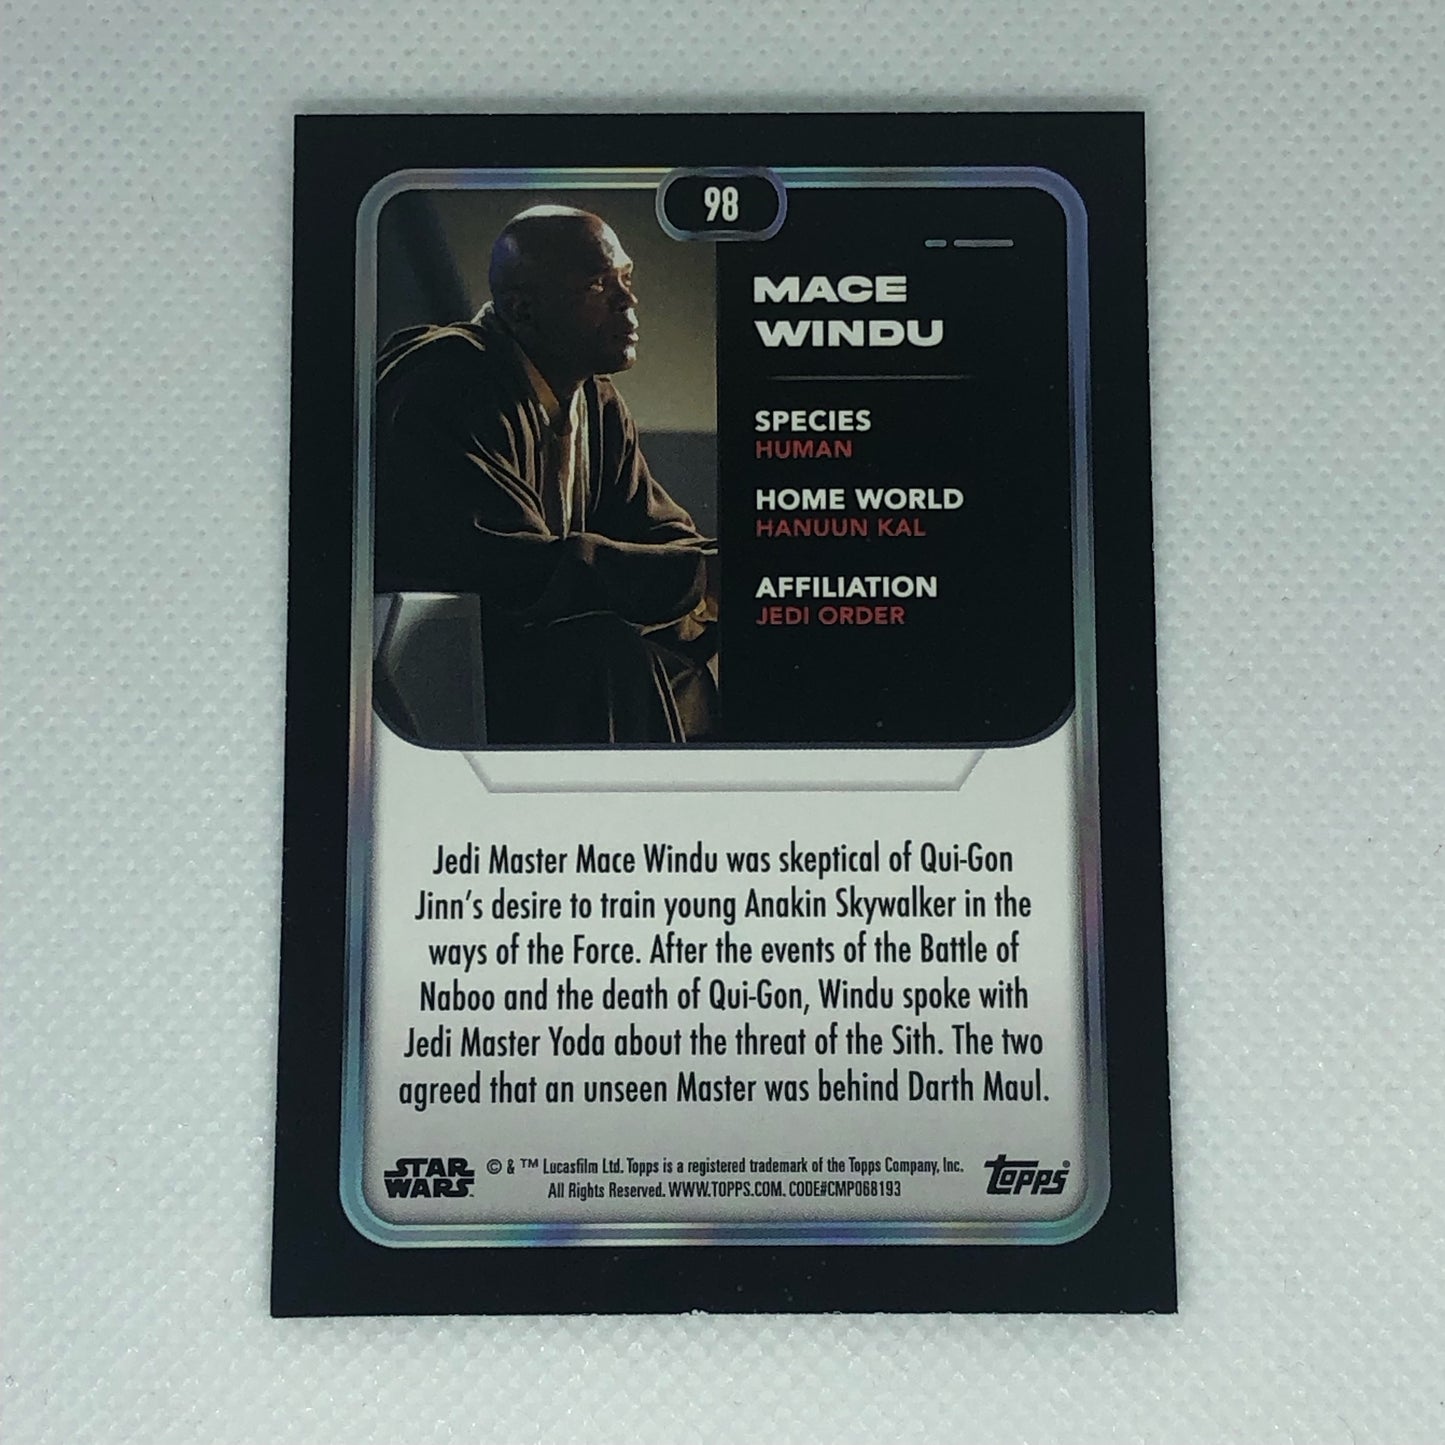 98
MACE
WINDU
SPECIES
HUMAN
HOME WORLD
HANUUN KAL
AFFILIATION
JEDI ORDER
Jedi Master Mace Windu was skeptical of Qui-Gon
Jinn's desire to train young Anakin Skywalker in the
ways of the Force. After the events of the Battle of
Naboo and the death of Qui-Gon, Windu spoke with
Jedi Master Yoda about the threat of the Sith. The two
agreed that an unseen Master was behind Darth Maul.
STAR
WARS
© & ™ Lucasfilm Ltd. Topps is a registered trademark of the Topps Company, Inc.
All Rights Reserved. WWW.TOPPS.COM. CODE#CMP068193
Topps®